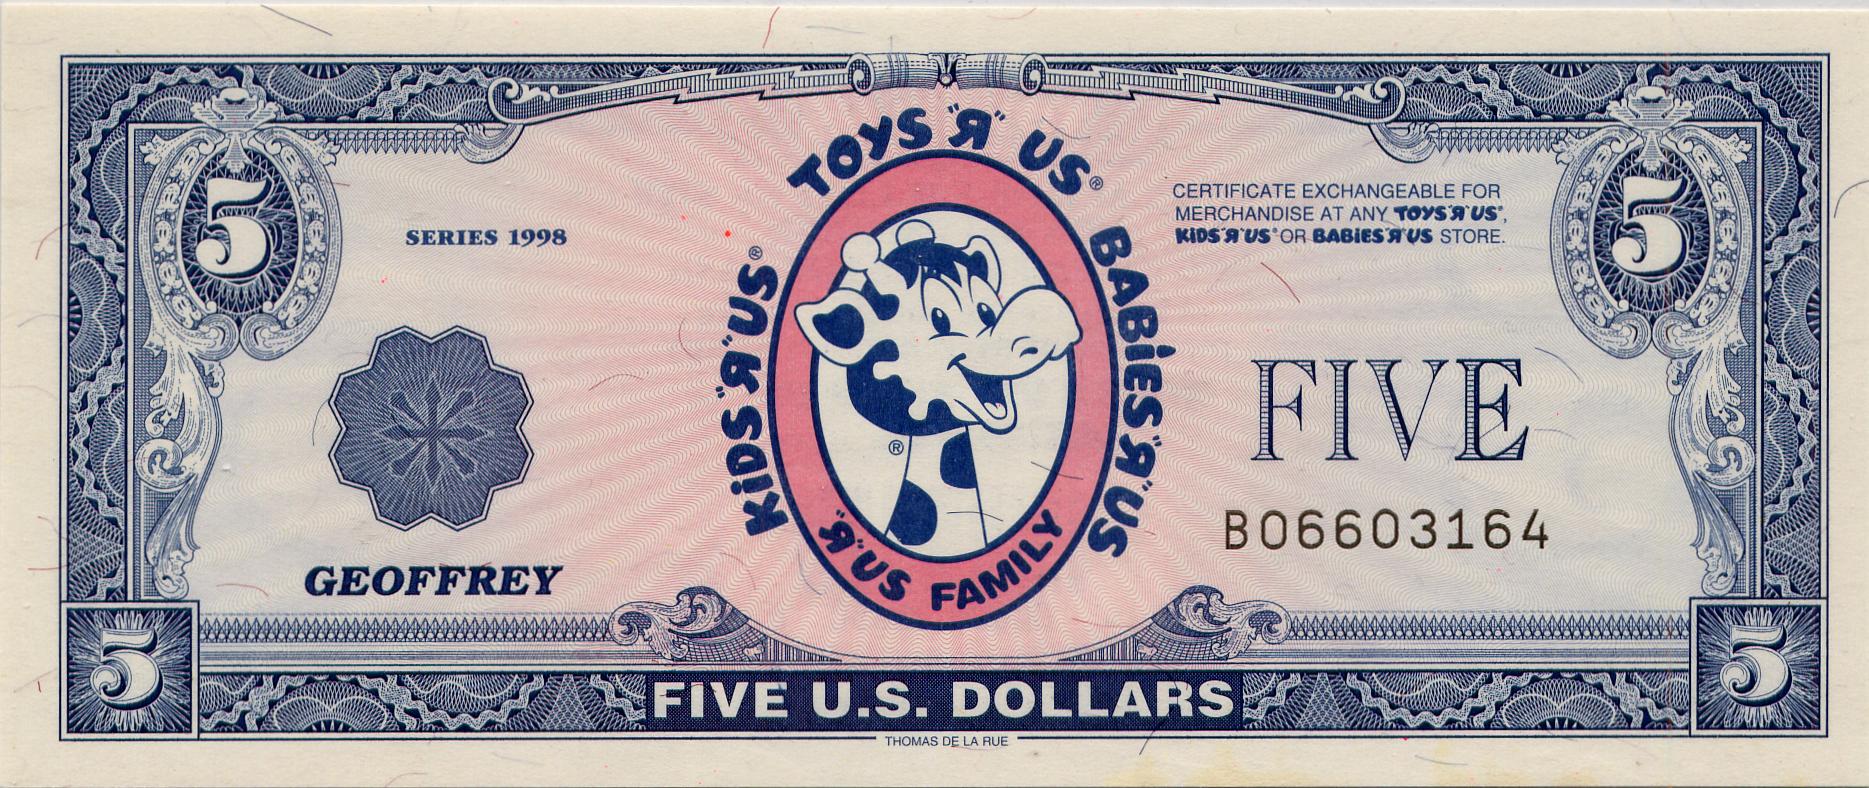 TOYS "Я" US®
KiDS "Я" US®
BABiES "Я" US
"Я" US FAMILY
®
5
5
SERIES 1998
CERTIFICATE EXCHANGEABLE FOR
MERCHANDISE AT ANY TOYS "Я" US®,
KiDS "Я" US® OR BABiES "Я" US STORE.
FIVE
B06603164
GEOFFREY
5
5
FIVE U.S. DOLLARS
THOMAS DE LA RUE